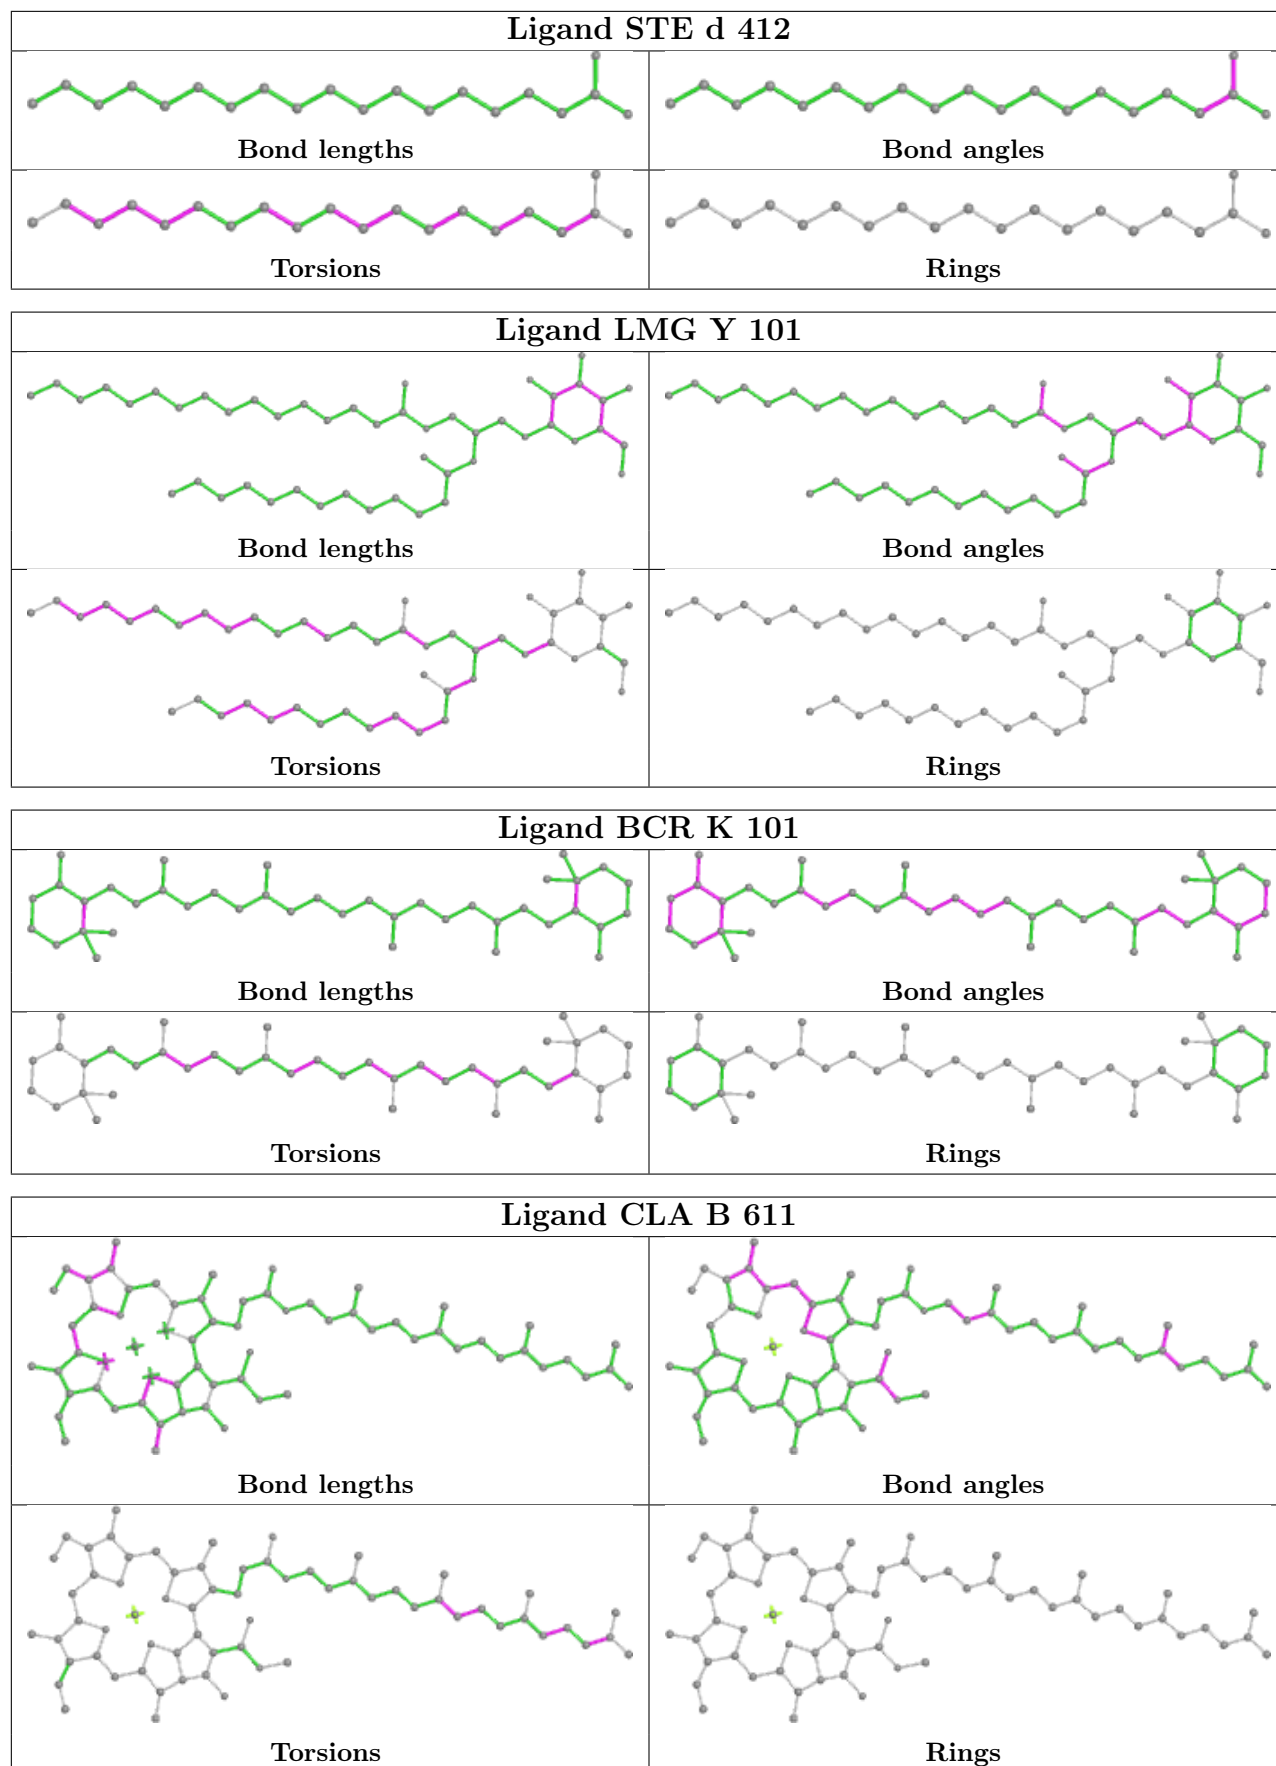 Ligand STE d 412
Bond lengths
Bond angles
Torsions
Rings
Ligand LMG Y 101
Bond lengths
Bond angles
Torsions
Rings
Ligand BCR K 101
Bond lengths
Bond angles
Torsions
Rings
Ligand CLA B 611
Bond lengths
Bond angles
Torsions
Rings